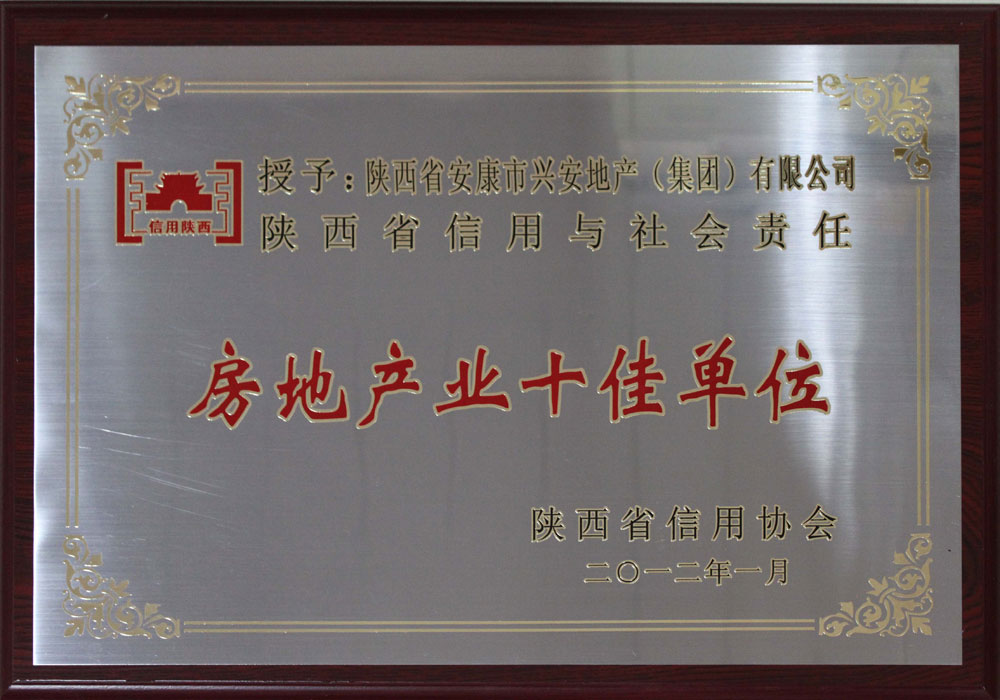 授予：陕西省安康市兴安地产（集团）有限公司
信用陕西
陕西省信用与社会责任
房地产业十佳单位
陕西省信用协会
二〇一二年一月